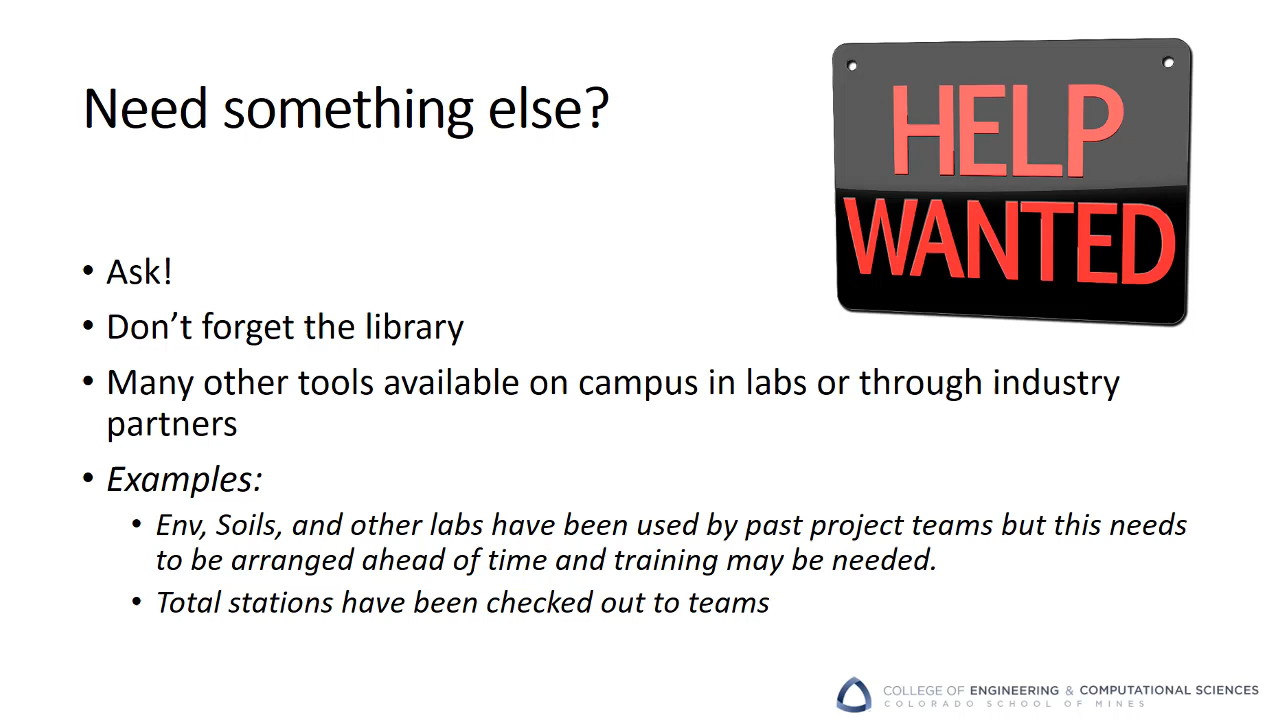 Need something else?
HELP
WANTED
• Ask!
• Don’t forget the library
• Many other tools available on campus in labs or through industry
partners
• Examples:
• Env, Soils, and other labs have been used by past project teams but this needs
to be arranged ahead of time and training may be needed.
• Total stations have been checked out to teams
COLLEGE OF ENGINEERING & COMPUTATIONAL SCIENCES
COLORADO SCHOOL OF MINES